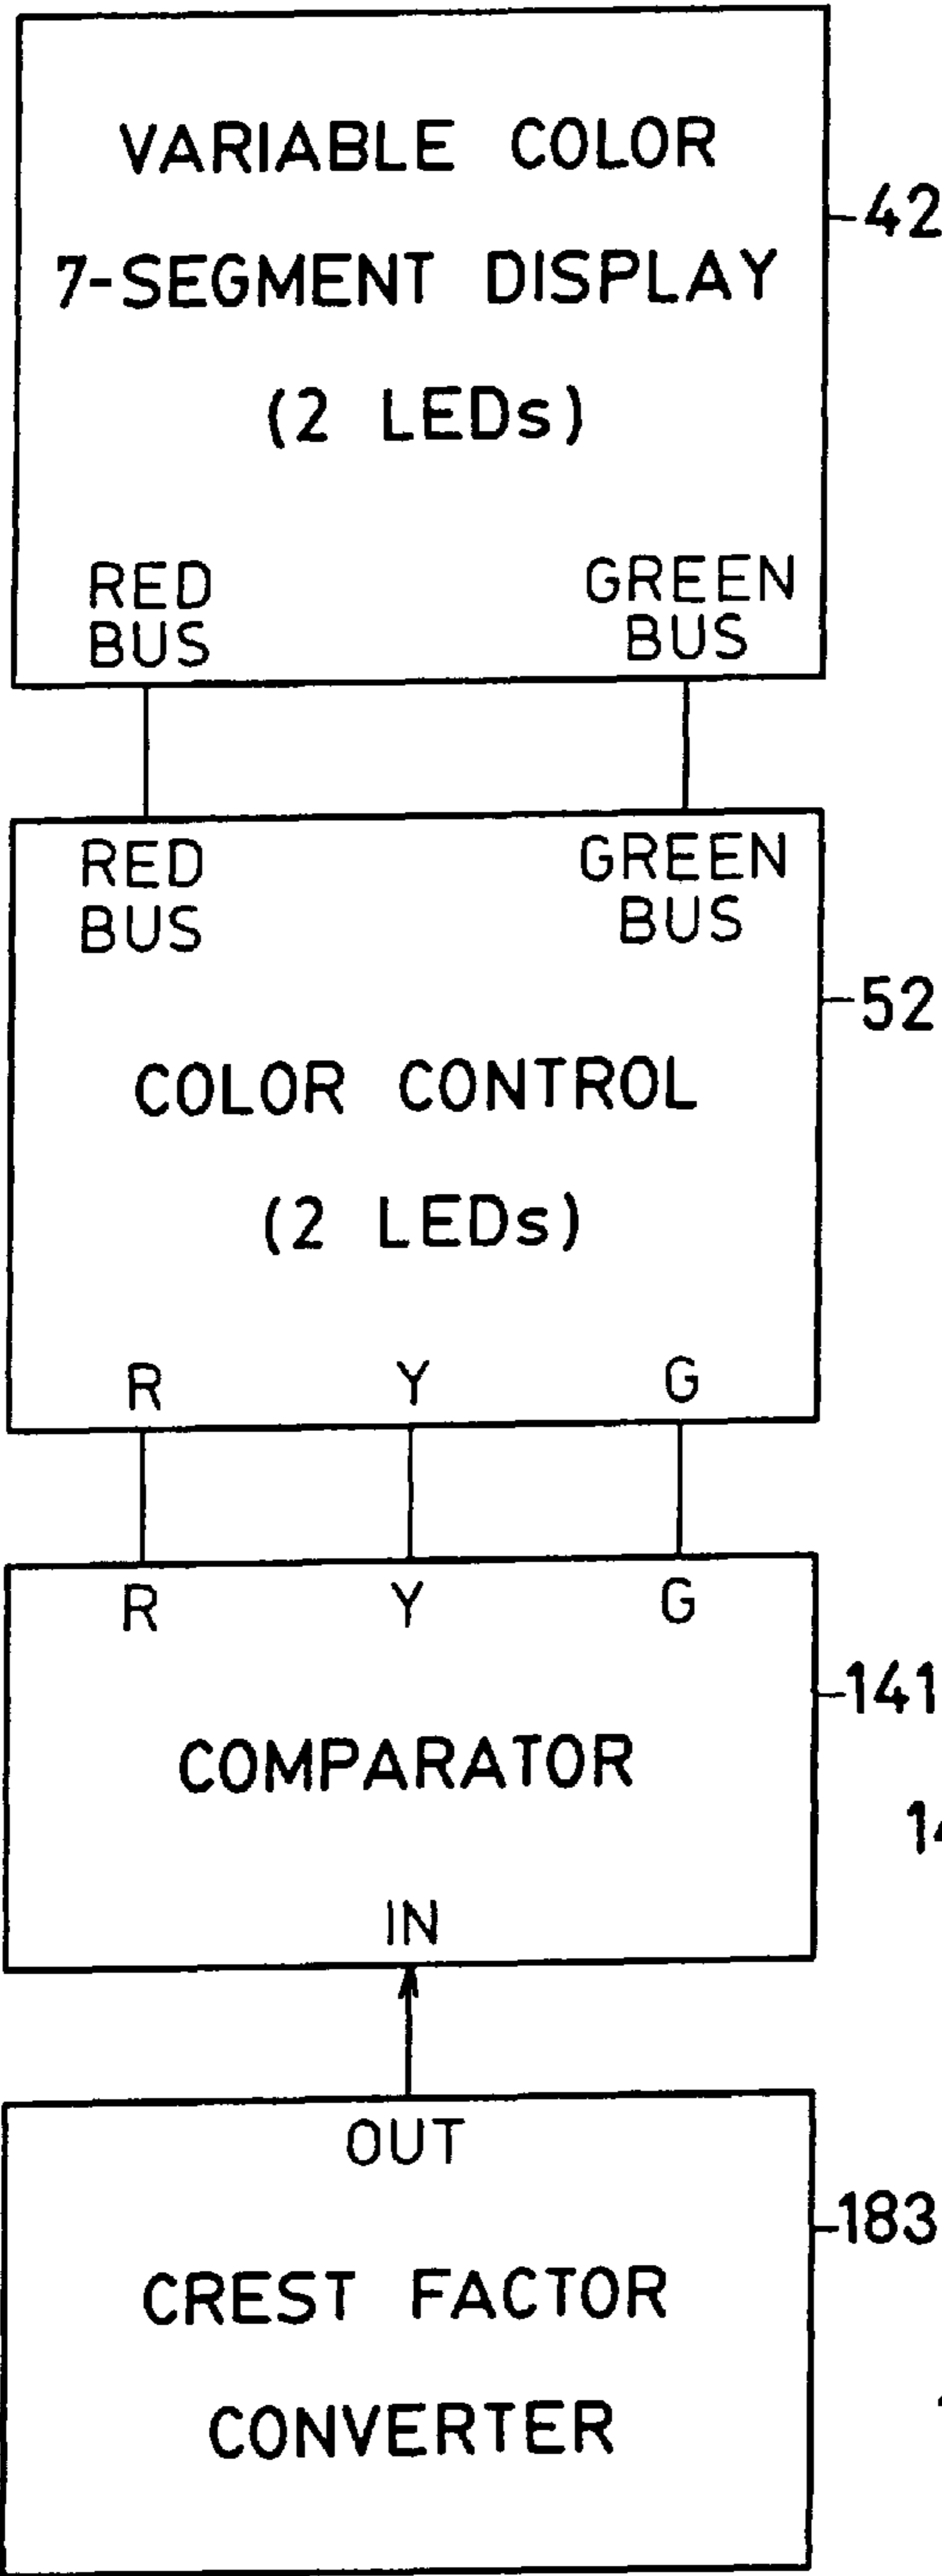 VARIABLE COLOR
7-SEGMENT DISPLAY
(2 LEDs)
42
RED BUS
GREEN BUS
RED BUS
GREEN BUS
52
COLOR CONTROL
(2 LEDs)
R Y G
R Y G
141
COMPARATOR
IN
OUT
183
CREST FACTOR
CONVERTER